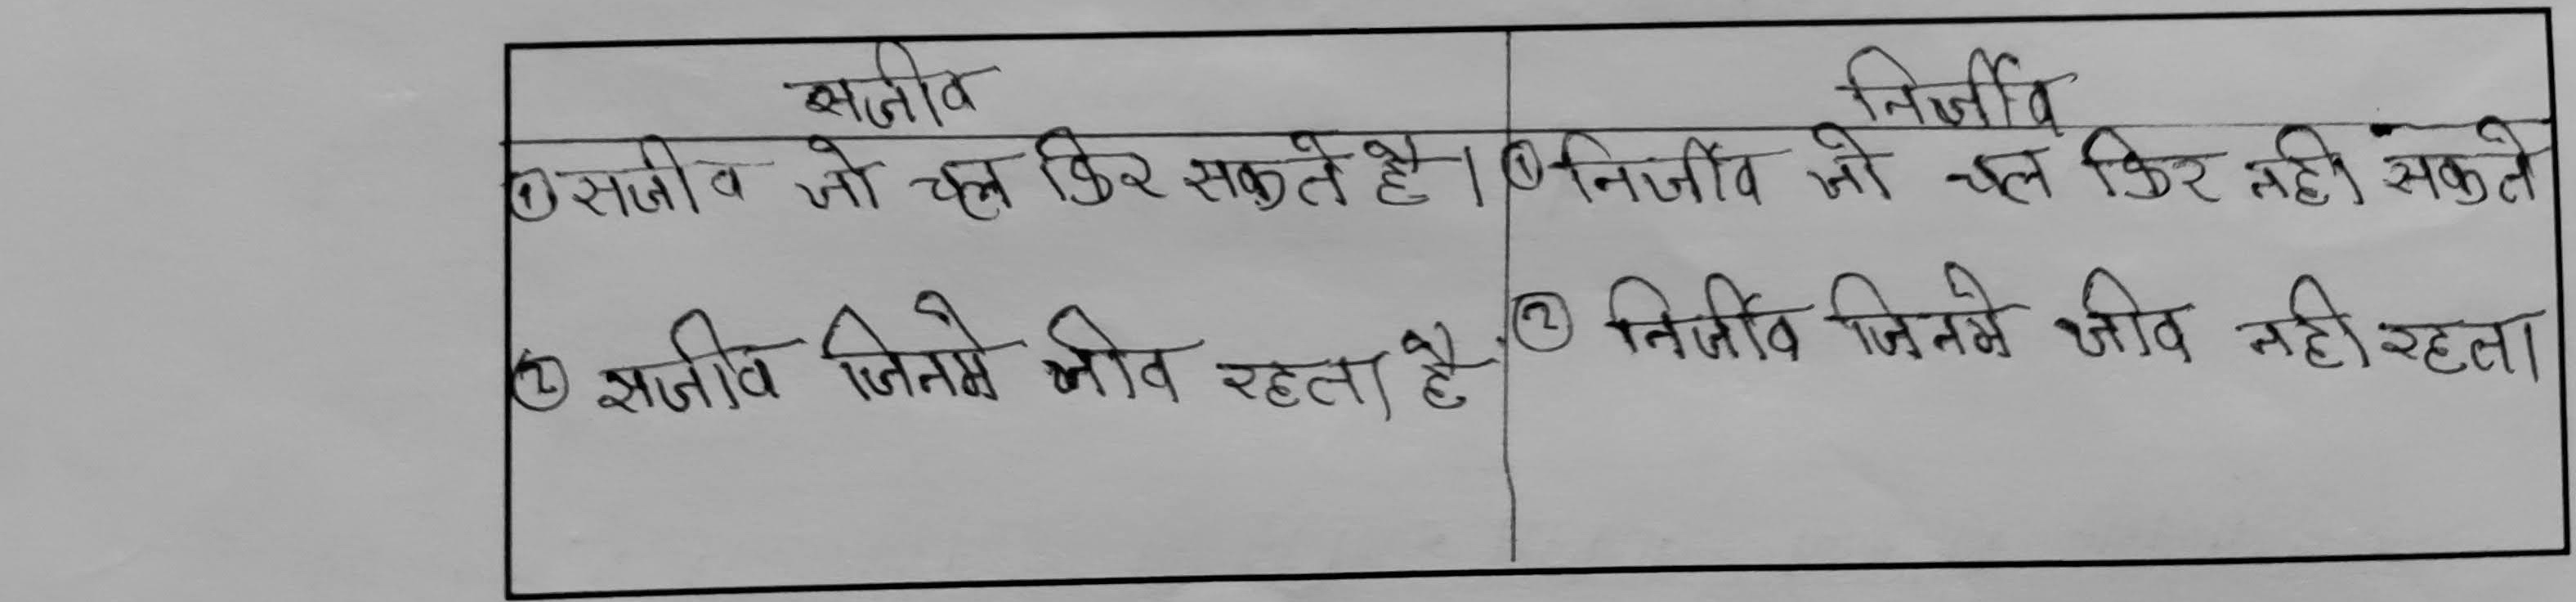 सजीव
निर्जीव
① सजीव जो चल फिर सकते है।
① निर्जीव जो चल फिर नही सकते
② सजीव जिनमे जीव रहता है
② निर्जीव जिनमे जीव नही रहता